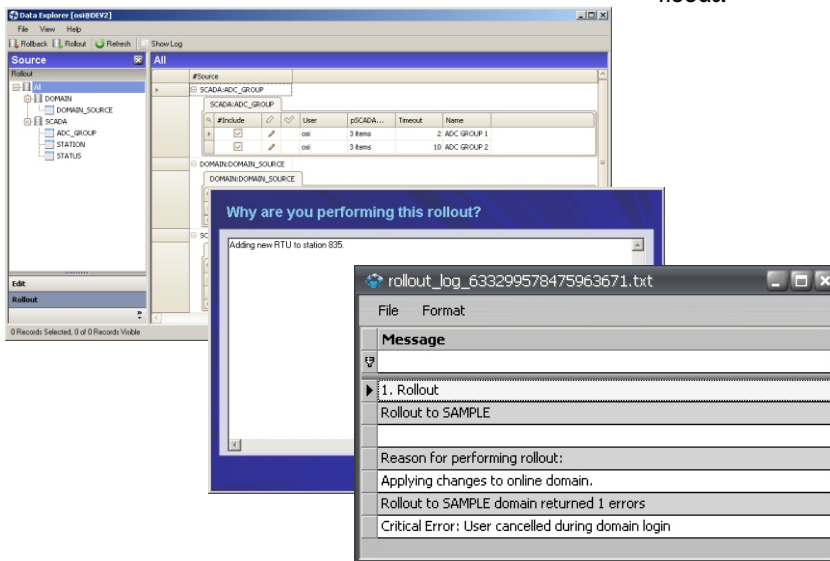 needs.
Data Explorer [osi@DEV2]
File View Help
Rollback Rollout Refresh Show Log
Source
All
Rollout
All
DOMAIN
DOMAIN_SOURCE
SCADA
ADC_GROUP
STATION
STATUS
#Source
SCADA:ADC_GROUP
SCADA:ADC_GROUP
#Include User pSCADA... Timeout Name
osi 3 items 2 ADC GROUP 1
osi 3 items 10 ADC GROUP 2
DOMAIN:DOMAIN_SOURCE
DOMAIN:DOMAIN_SOURCE
SC
Edit
Rollout
0 Records Selected, 0 of 0 Records Visible
Why are you performing this rollout?
Adding new RTU to station 835.
rollout_log_633299578475963671.txt
File Format
Message
1. Rollout
Rollout to SAMPLE
Reason for performing rollout:
Applying changes to online domain.
Rollout to SAMPLE domain returned 1 errors
Critical Error: User cancelled during domain login